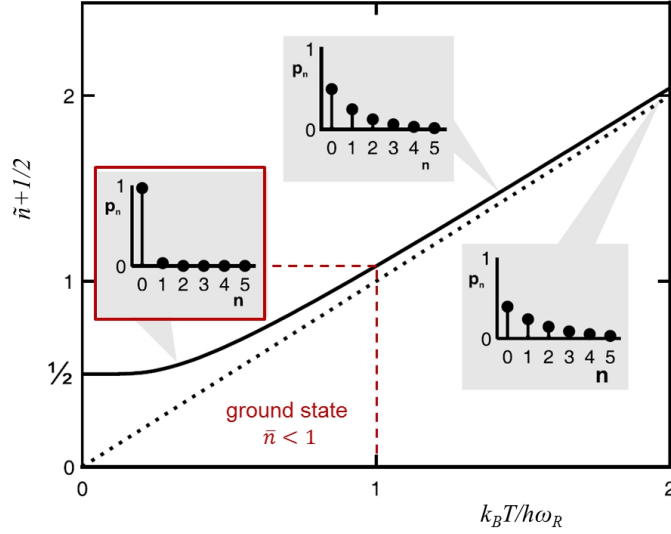 2
1
½
0
ñ+1/2
0
1
2
k_BT/hω_R
1
p_n
0
0 1 2 3 4 5
n
1
p_n
0
0 1 2 3 4 5
n
1
p_n
0
0 1 2 3 4 5
n
ground state
n̄ < 1